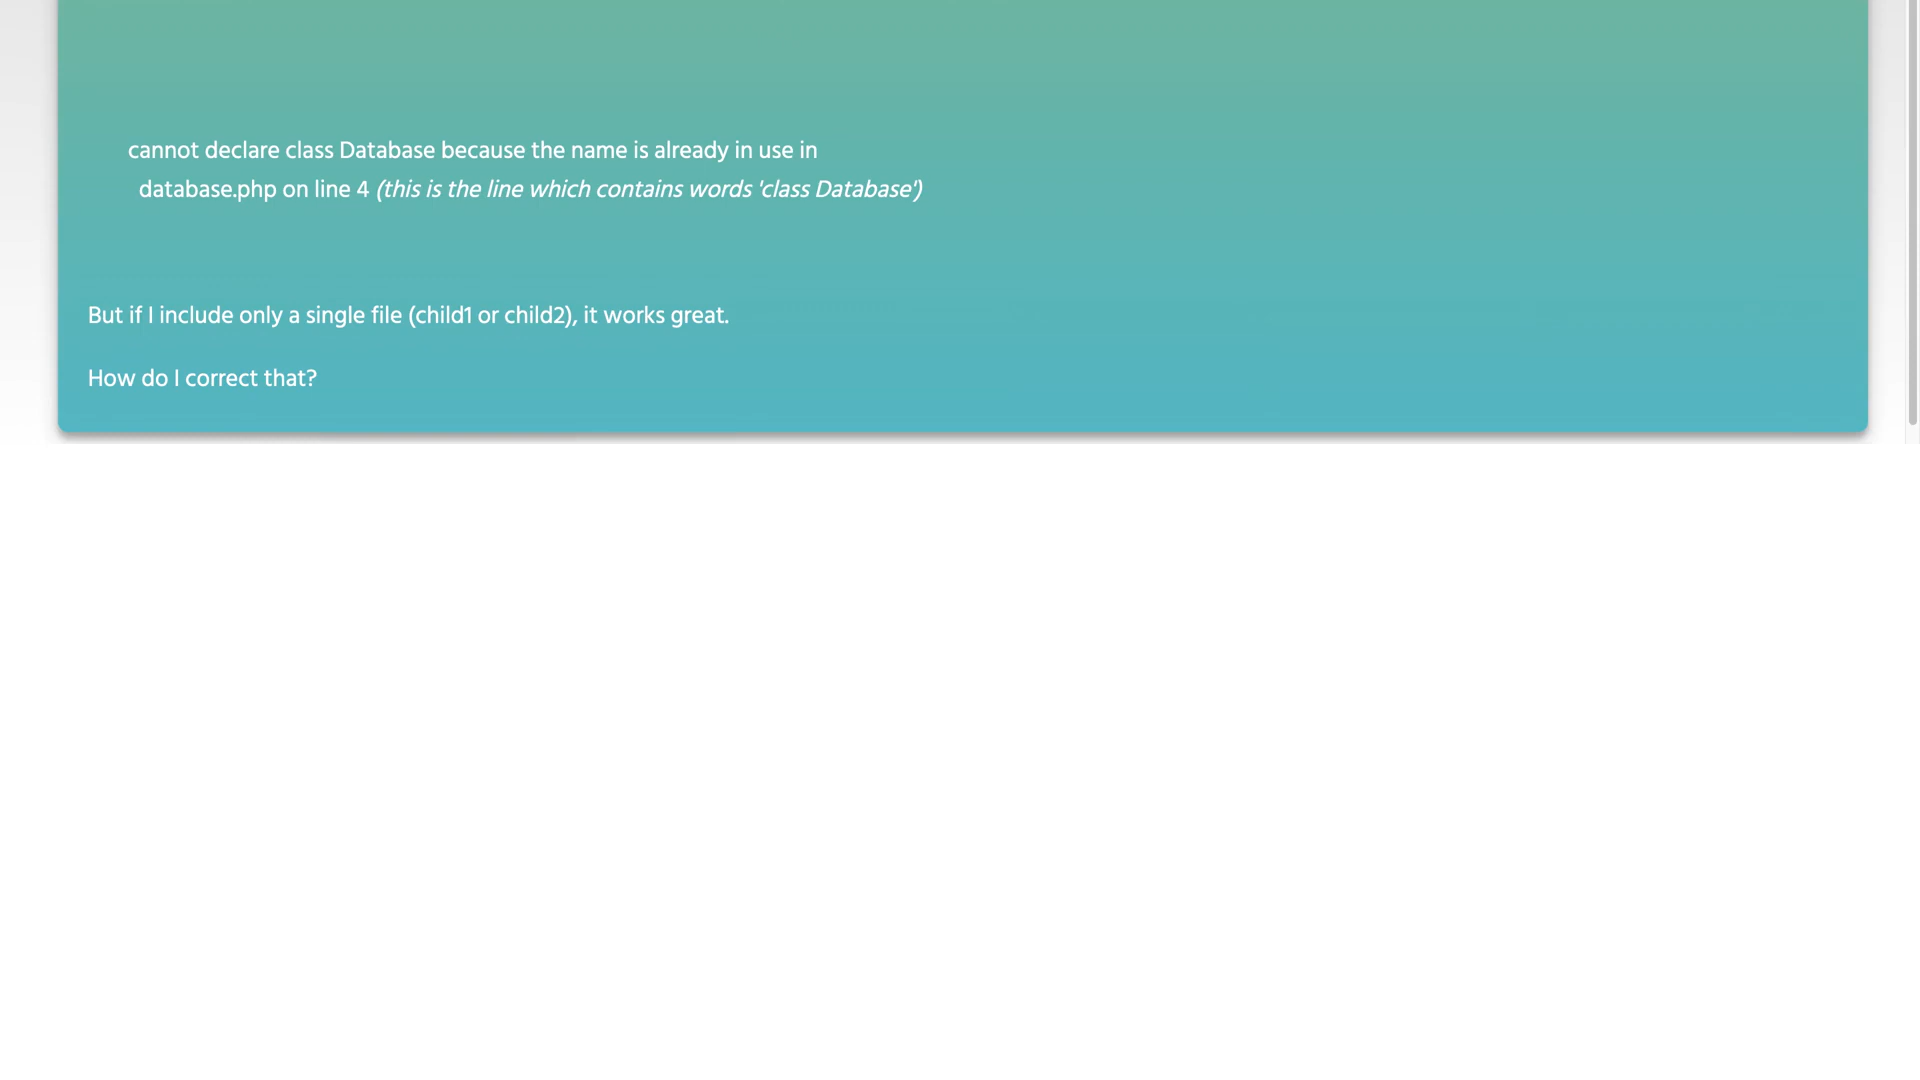 cannot declare class Database because the name is already in use in
database.php on line 4 (this is the line which contains words 'class Database')
But if I include only a single file (child1 or child2), it works great.
How do I correct that?